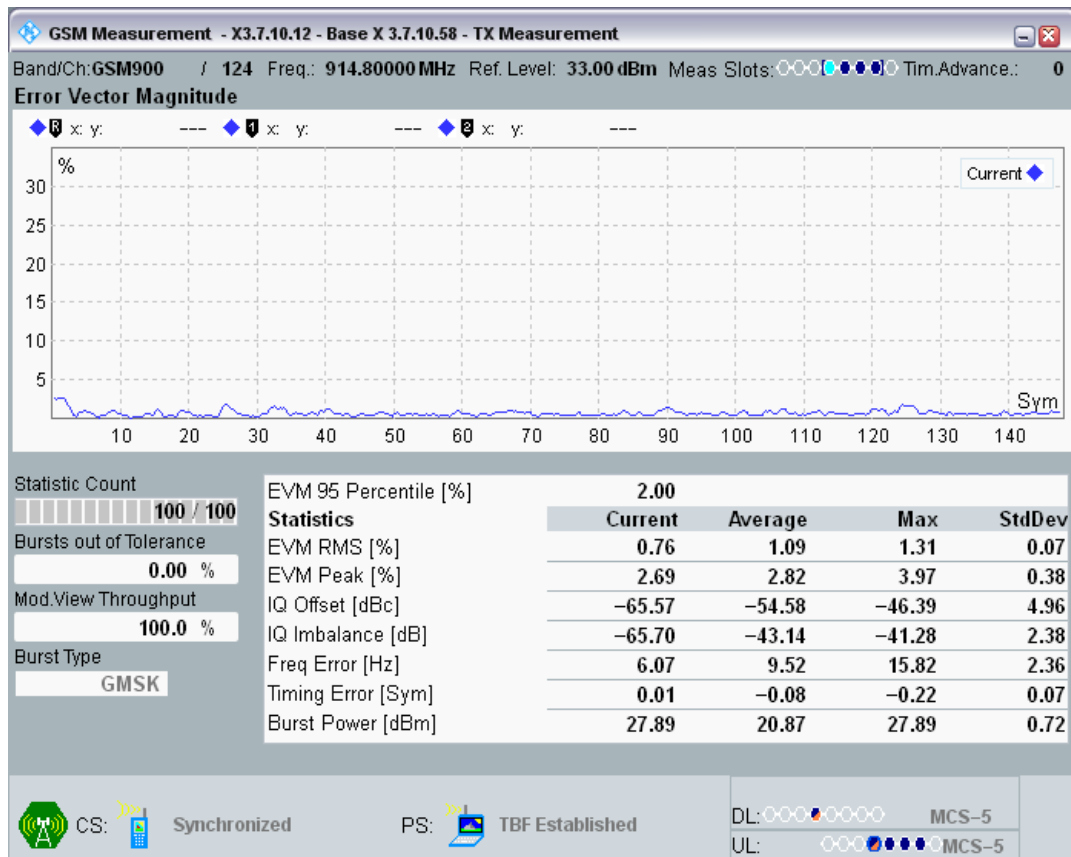 GSM Measurement - X3.7.10.12 - Base X 3.7.10.58 - TX Measurement
Band/Ch:GSM900 / 124 Freq.: 914.80000 MHz Ref. Level: 33.00 dBm Meas Slots: Tim.Advance.: 0
Error Vector Magnitude
R x: y: --- 1 x: y: --- 2 x: y: ---
%
Current
30
25
20
15
10
5
Sym
10 20 30 40 50 60 70 80 90 100 110 120 130 140
Statistic Count
100 / 100
Bursts out of Tolerance
0.00 %
Mod.View Throughput
100.0 %
Burst Type
GMSK
EVM 95 Percentile [%] 2.00
Statistics Current Average Max StdDev
EVM RMS [%] 0.76 1.09 1.31 0.07
EVM Peak [%] 2.69 2.82 3.97 0.38
IQ Offset [dBc] −65.57 −54.58 −46.39 4.96
IQ Imbalance [dB] −65.70 −43.14 −41.28 2.38
Freq Error [Hz] 6.07 9.52 15.82 2.36
Timing Error [Sym] 0.01 −0.08 −0.22 0.07
Burst Power [dBm] 27.89 20.87 27.89 0.72
CS: Synchronized PS: TBF Established
DL: MCS−5
UL: MCS−5